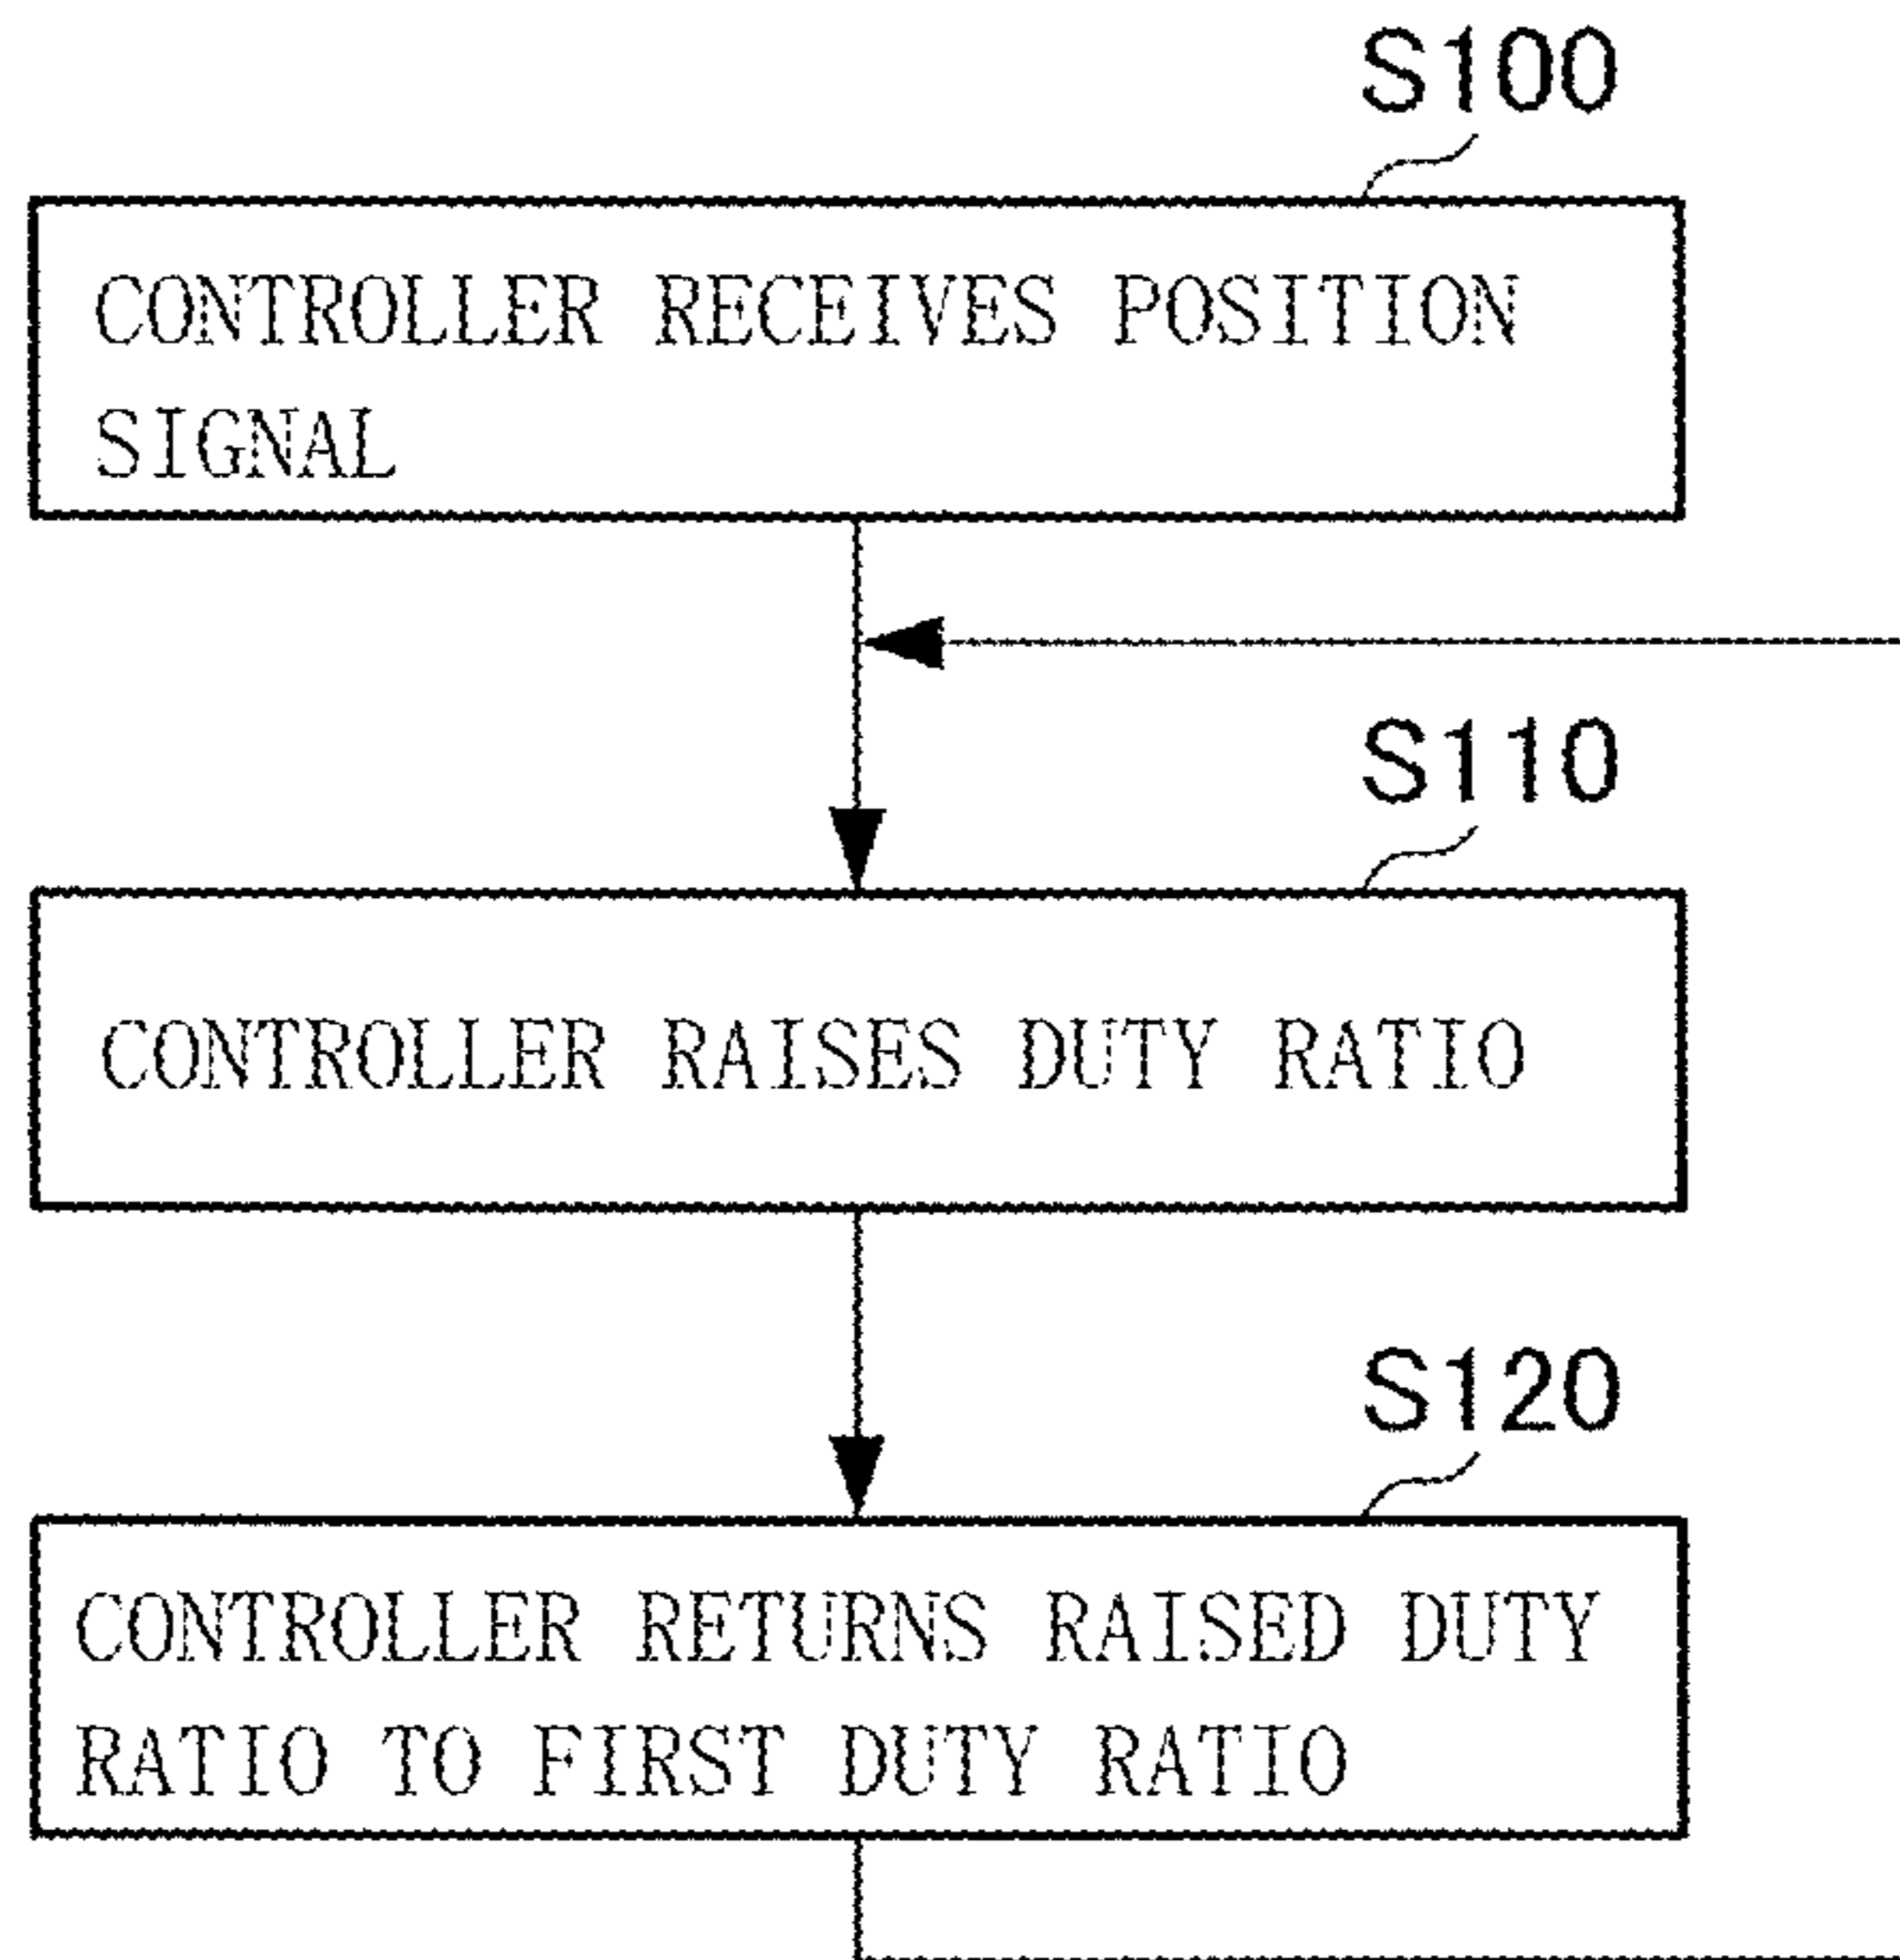 S100
CONTROLLER RECEIVES POSITION
SIGNAL
S110
CONTROLLER RAISES DUTY RATIO
S120
CONTROLLER RETURNS RAISED DUTY
RATIO TO FIRST DUTY RATIO